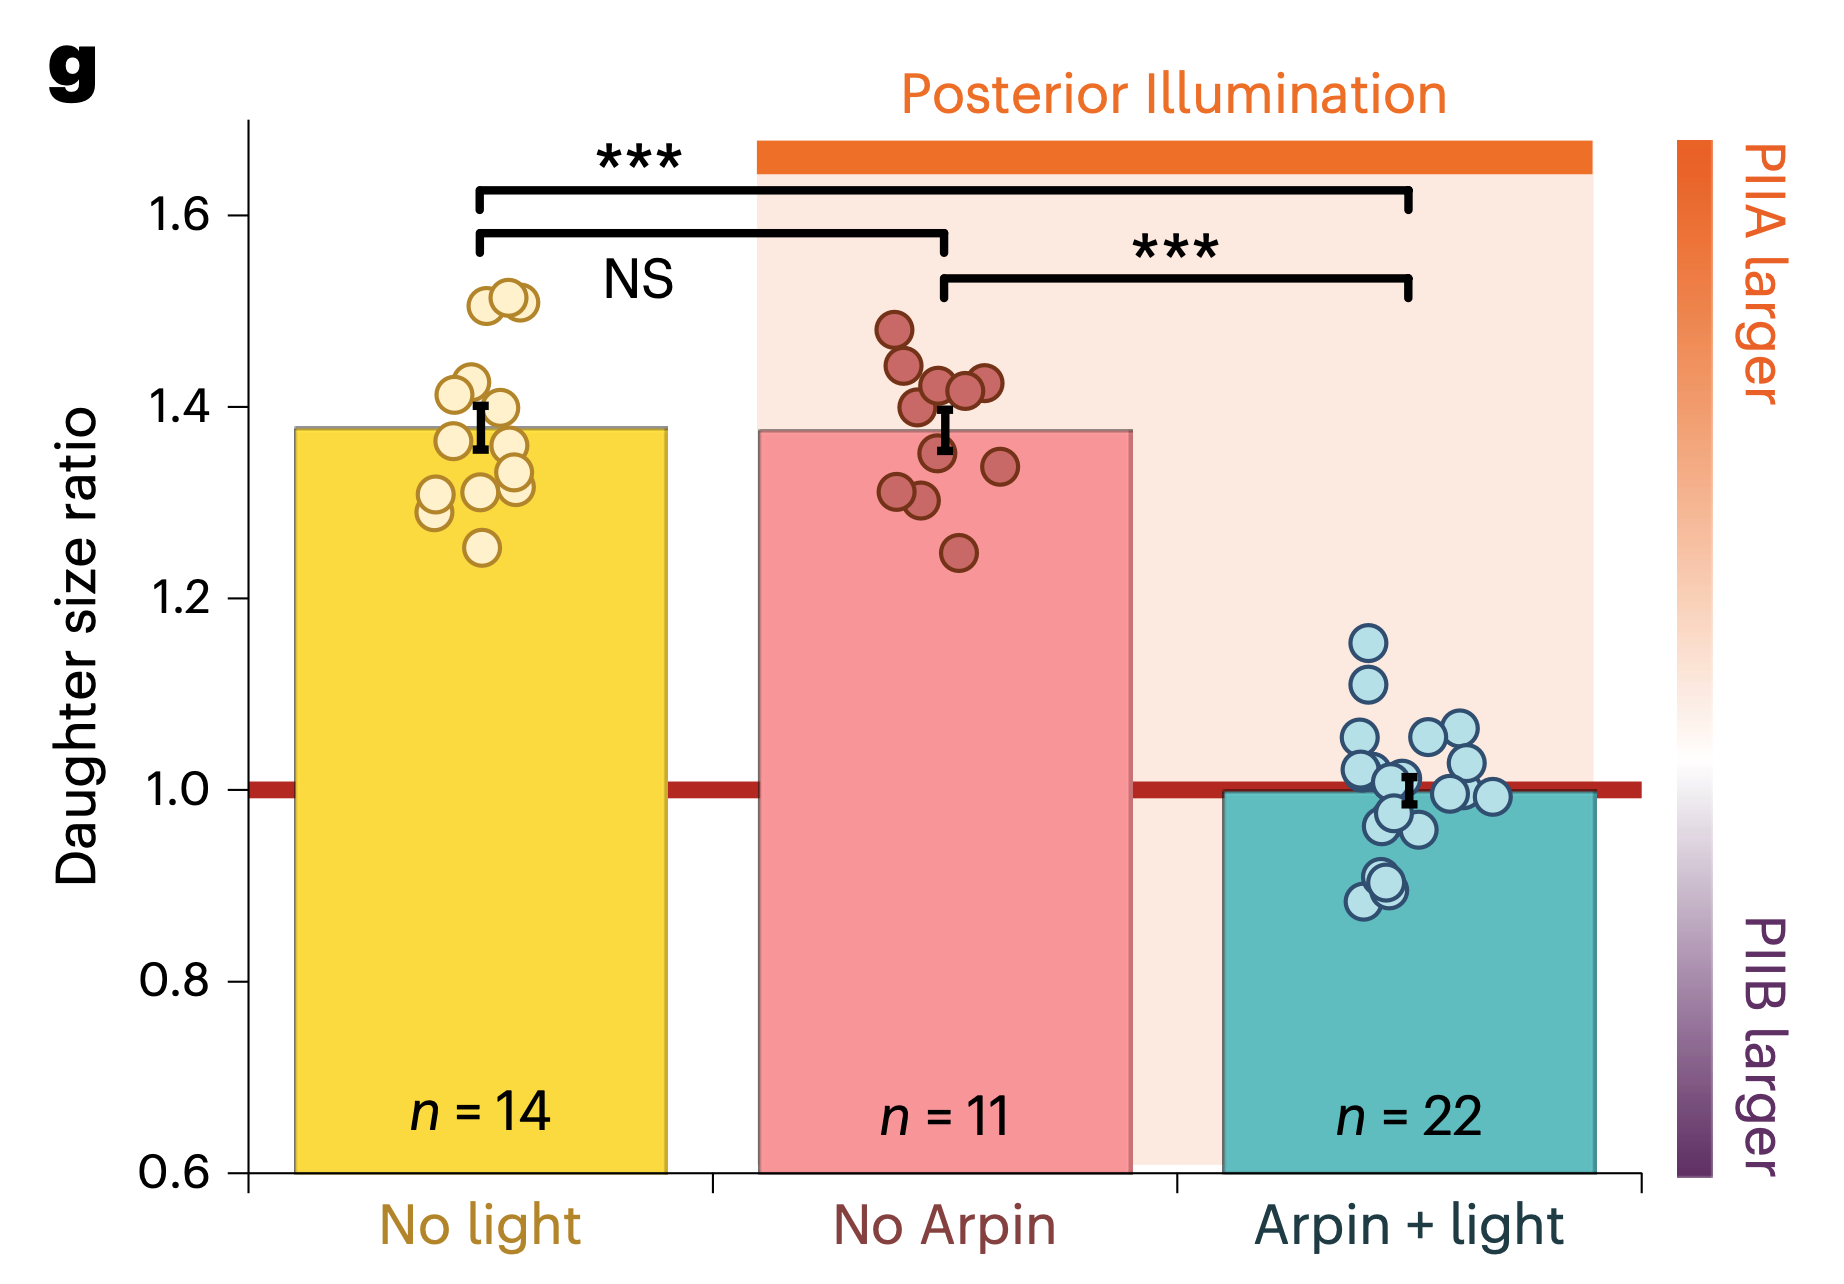 g
Posterior Illumination
***
NS
***
1.6
1.4
1.2
1.0
0.8
0.6
Daughter size ratio
n = 14
n = 11
n = 22
No light
No Arpin
Arpin + light
PIIA larger
PIIB larger